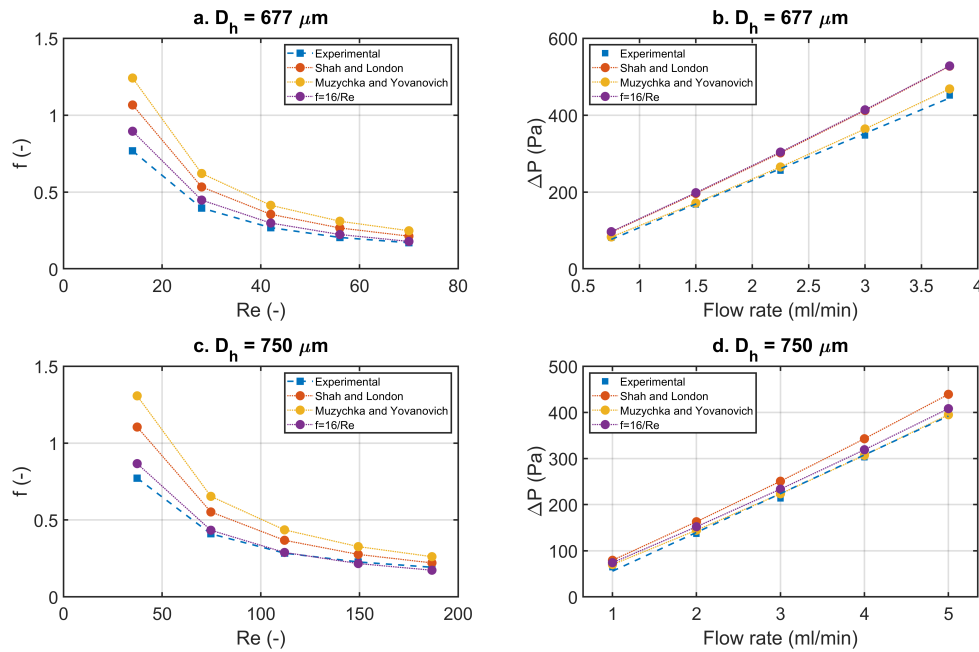 a. D_h = 677 μm
1.5
1
0.5
0
f (-)
0
20
40
60
80
Re (-)
Experimental
Shah and London
Muzychka and Yovanovich
f=16/Re
b. D_h = 677 μm
600
400
200
0
ΔP (Pa)
0.5
1
1.5
2
2.5
3
3.5
4
Flow rate (ml/min)
Experimental
Shah and London
Muzychka and Yovanovich
f=16/Re
c. D_h = 750 μm
1.5
1
0.5
0
f (-)
0
50
100
150
200
Re (-)
Experimental
Shah and London
Muzychka and Yovanovich
f=16/Re
d. D_h = 750 μm
500
400
300
200
100
0
ΔP (Pa)
1
2
3
4
5
Flow rate (ml/min)
Experimental
Shah and London
Muzychka and Yovanovich
f=16/Re